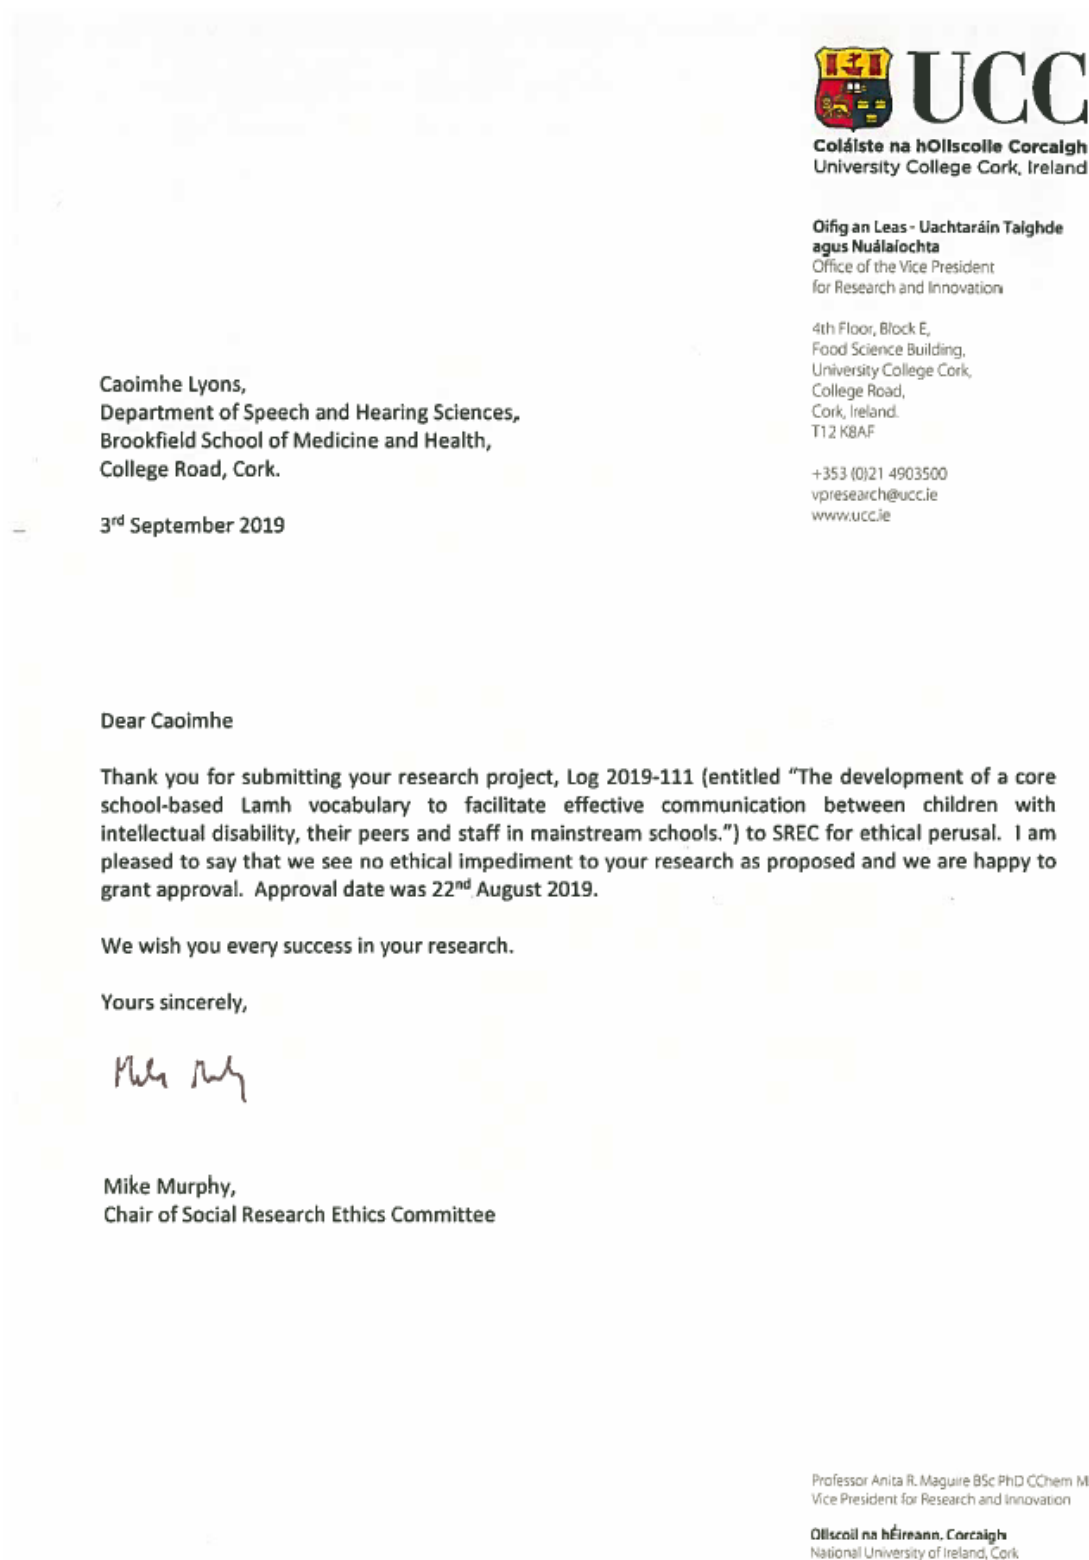 UCC
Coláiste na hOllscoile Corcaigh
University College Cork, Ireland
Oifig an Leas - Uachtaráin Taighde
agus Nuálaíochta
Office of the Vice President
for Research and Innovation
4th Floor, Block E,
Food Science Building,
University College Cork,
College Road,
Cork, Ireland.
T12 K8AF
+353 (0)21 4903500
vpresearch@ucc.ie
www.ucc.ie
Caoimhe Lyons,
Department of Speech and Hearing Sciences,
Brookfield School of Medicine and Health,
College Road, Cork.
3rd September 2019
Dear Caoimhe
Thank you for submitting your research project, Log 2019-111 (entitled “The development of a core
school-based Lamh vocabulary to facilitate effective communication between children with
intellectual disability, their peers and staff in mainstream schools.”) to SREC for ethical perusal. I am
pleased to say that we see no ethical impediment to your research as proposed and we are happy to
grant approval. Approval date was 22nd August 2019.
We wish you every success in your research.
Yours sincerely,
Mike Murphy,
Chair of Social Research Ethics Committee
Professor Anita R. Maguire BSc PhD CChem M
Vice President for Research and Innovation
Ollscoil na hÉireann, Corcaigh
National University of Ireland, Cork